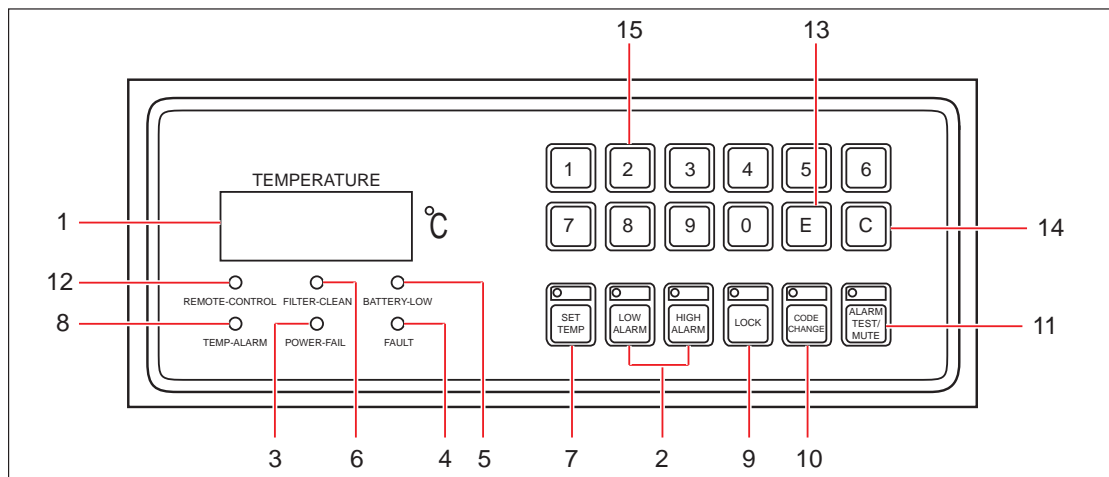 15
13
1 2 3 4 5 6
TEMPERATURE
1
℃
7 8 9 0 E C
14
12
REMOTE-CONTROL FILTER-CLEAN BATTERY-LOW
8
TEMP-ALARM POWER-FAIL FAULT
SET
TEMP
LOW
ALARM
HIGH
ALARM
LOCK
CODE
CHANGE
ALARM
TEST/
MUTE
11
3 6 4 5 7 2 9 10